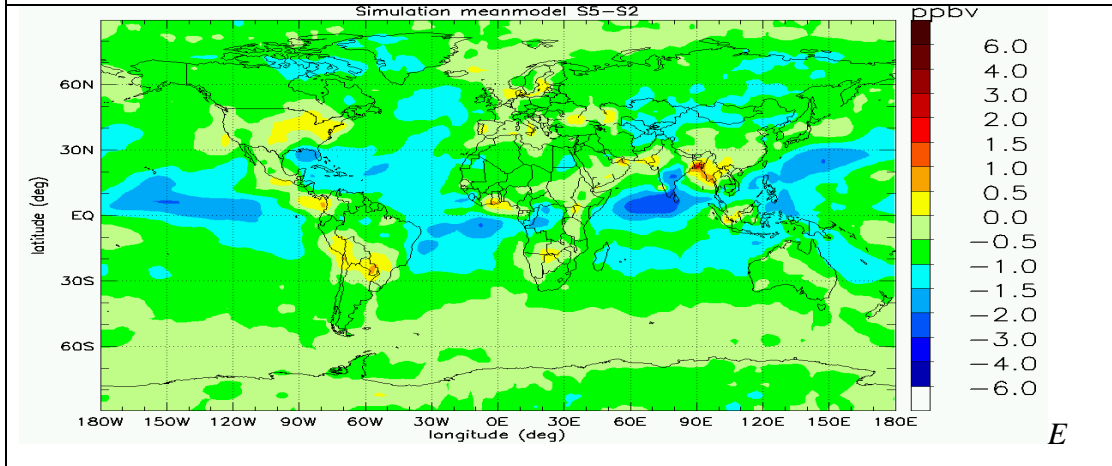 Simulation meanmodel S5-S2
ppbv
6.0
4.0
3.0
2.0
1.5
1.0
0.5
0.0
-0.5
-1.0
-1.5
-2.0
-3.0
-4.0
-6.0
latitude (deg)
60N
30N
EQ
30S
60S
180W 150W 120W 90W 60W 30W 0E 30E 60E 90E 120E 150E 180E
longitude (deg)
E